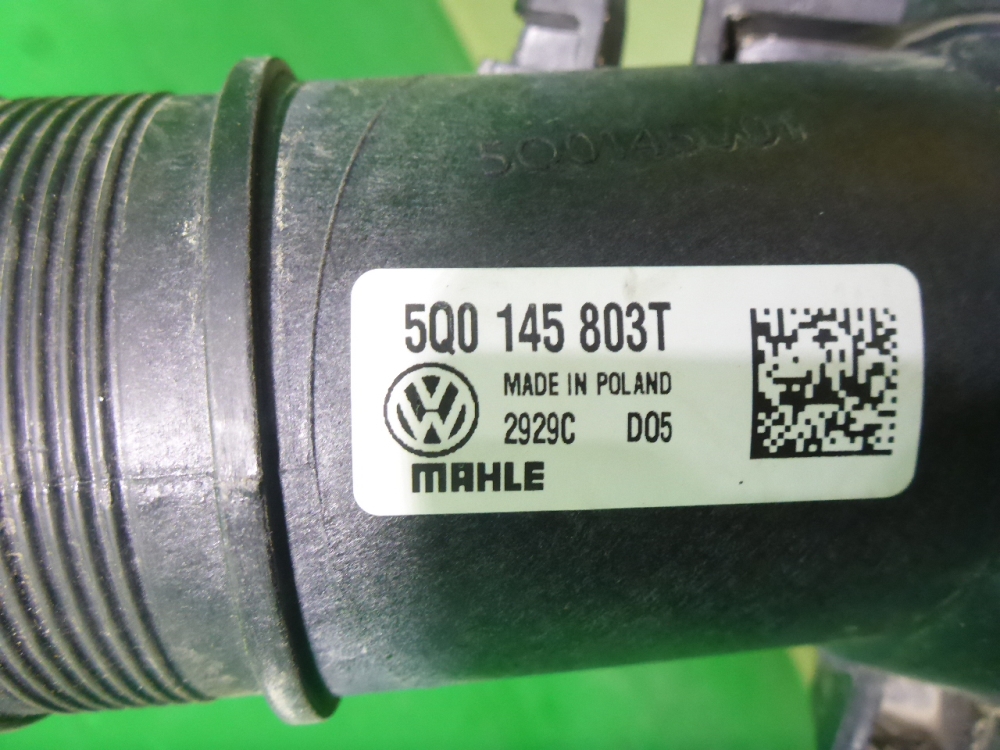 5Q0 145 803T
MADE IN POLAND
2929C D05
MAHLE